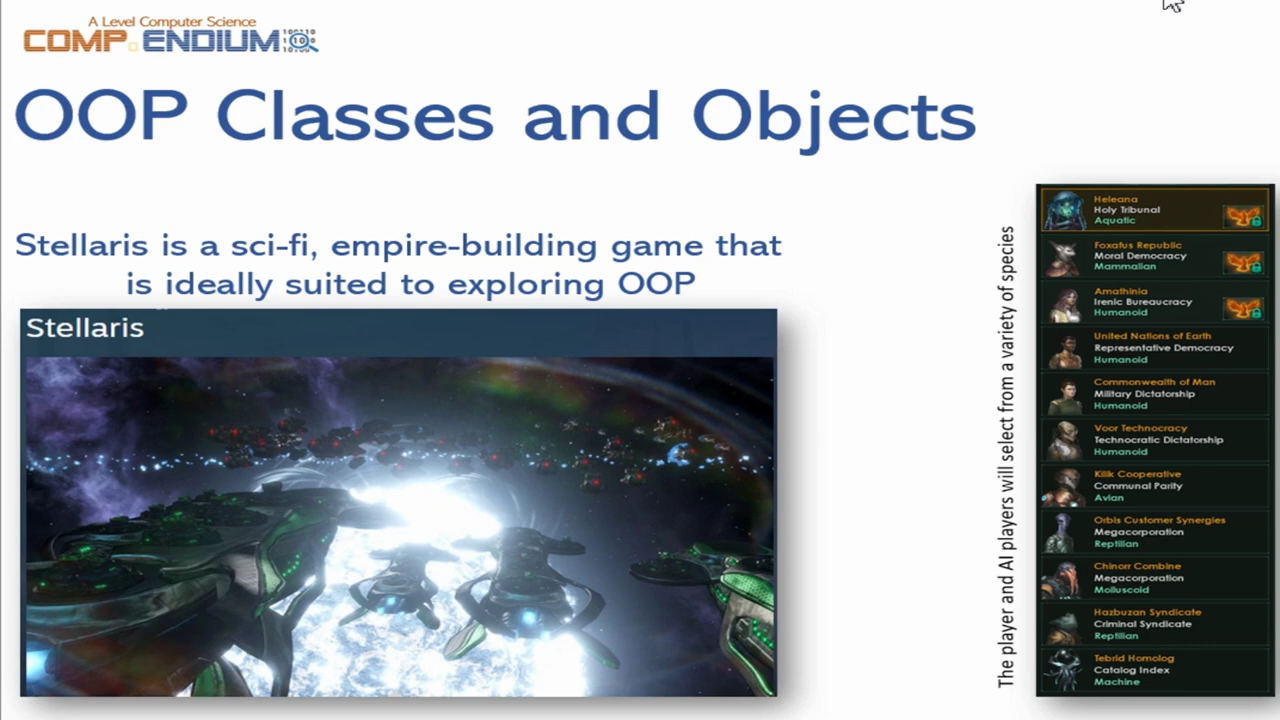 A Level Computer Science
COMP.ENDIUM
OOP Classes and Objects
Stellaris is a sci-fi, empire-building game that
is ideally suited to exploring OOP
Stellaris
The player and AI players will select from a variety of species
Heleana
Holy Tribunal
Aquatic
Foxatus Republic
Moral Democracy
Mammalian
Amathinia
Irenic Bureaucracy
Humanoid
United Nations of Earth
Representative Democracy
Humanoid
Commonwealth of Man
Military Dictatorship
Humanoid
Voor Technocracy
Technocratic Dictatorship
Humanoid
Kilik Cooperative
Communal Parity
Avian
Orbis Customer Synergies
Megacorporation
Reptilian
Chinorr Combine
Megacorporation
Molluscoid
Hazbuzan Syndicate
Criminal Syndicate
Reptilian
Tebrid Homolog
Catalog Index
Machine